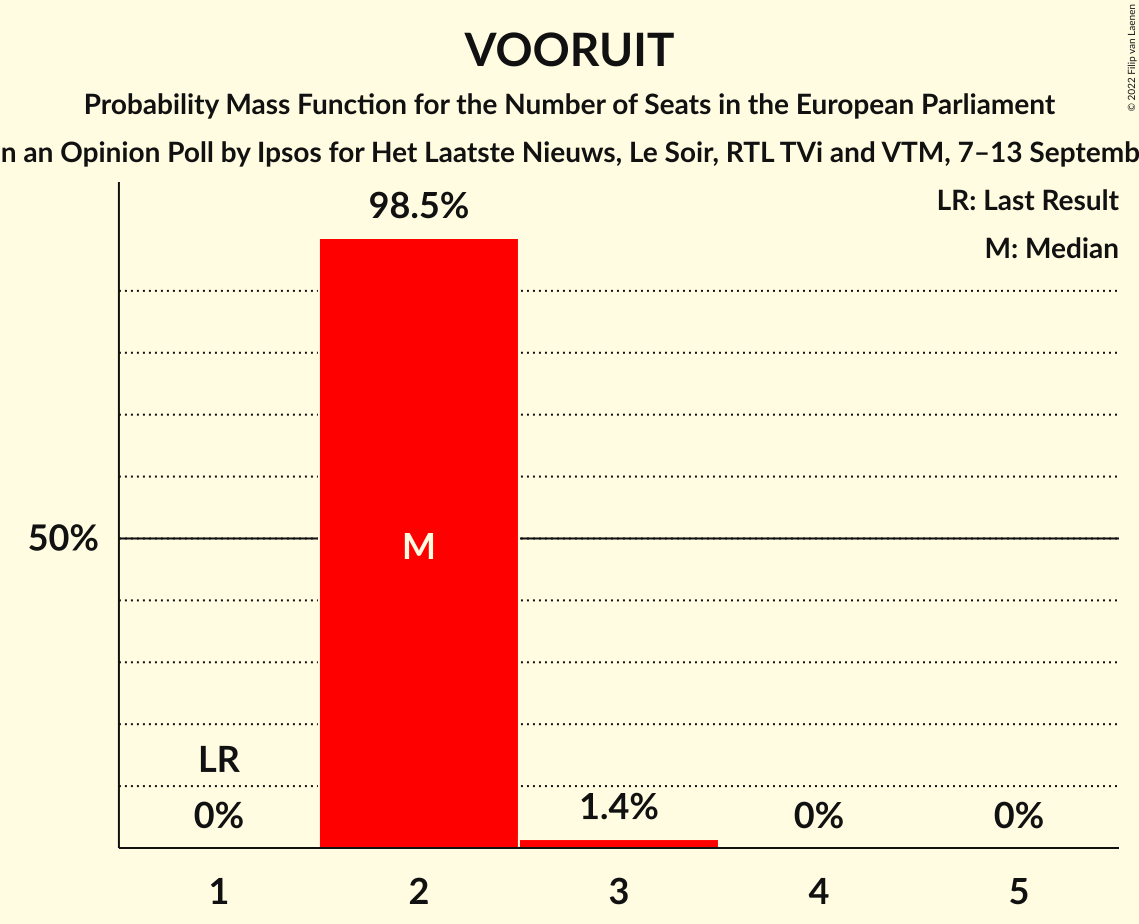 VOORUIT
Probability Mass Function for the Number of Seats in the European Parliament
n an Opinion Poll by Ipsos for Het Laatste Nieuws, Le Soir, RTL TVi and VTM, 7–13 Septemb
© 2022 Filip van Laenen
LR: Last Result
M: Median
98.5%
50%
M
LR
0%
1.4%
0%
0%
1
2
3
4
5